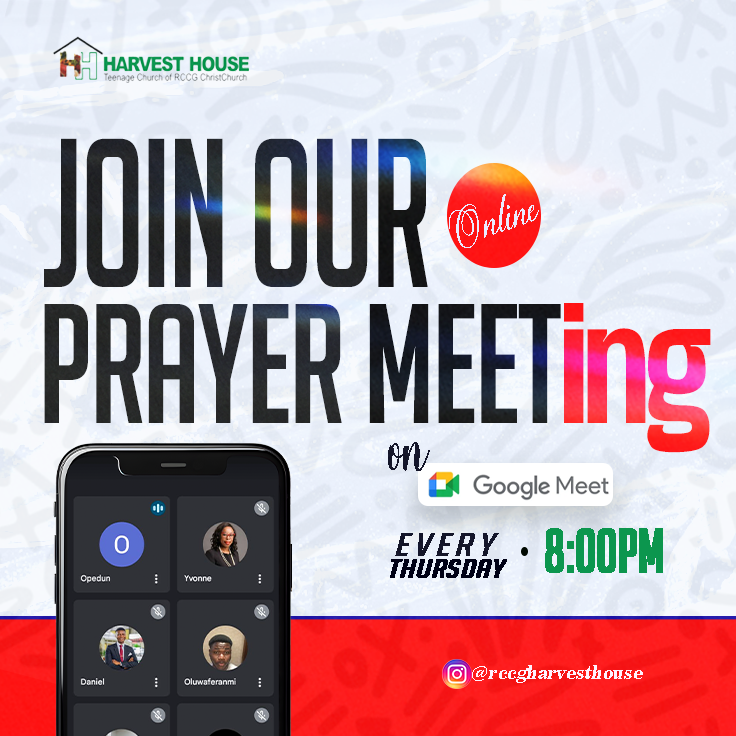 HH HARVEST HOUSE
Teenage Church of RCCG ChristChurch
JOIN OUR
Online
PRAYER MEETing
on
Google Meet
EVERY
THURSDAY
• 8:00PM
O
Opedun
Yvonne
Daniel
Oluwaferanmi
@rccgharvesthouse